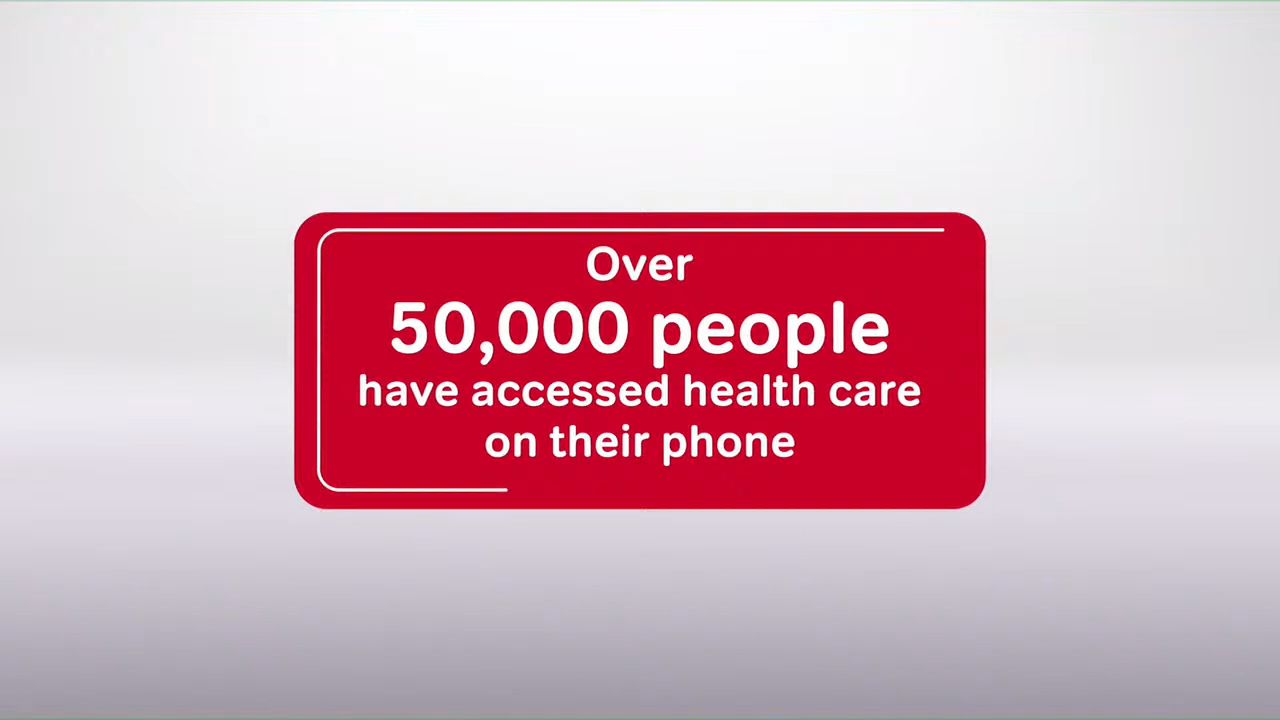 Over
50,000 people
have accessed health care
on their phone